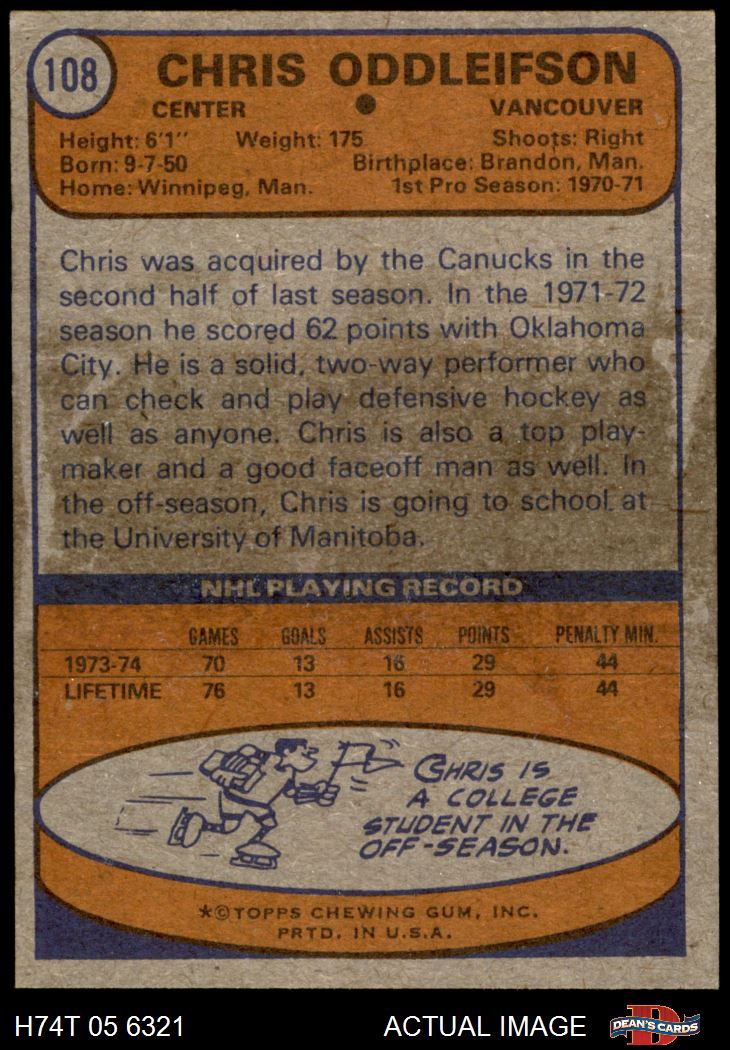 108
CHRIS ODDLEIFSON
CENTER ● VANCOUVER
Height: 6'1'' Weight: 175 Shoots: Right
Born: 9-7-50 Birthplace: Brandon, Man.
Home: Winnipeg, Man. 1st Pro Season: 1970-71
Chris was acquired by the Canucks in the
second half of last season. In the 1971-72
season he scored 62 points with Oklahoma
City. He is a solid, two-way performer who
can check and play defensive hockey as
well as anyone. Chris is also a top play-
maker and a good faceoff man as well. In
the off-season, Chris is going to school at
the University of Manitoba.
NHL PLAYING RECORD
GAMES GOALS ASSISTS POINTS PENALTY MIN.
1973-74 70 13 16 29 44
LIFETIME 76 13 16 29 44
CHRIS IS
A COLLEGE
STUDENT IN THE
OFF-SEASON.
★©TOPPS CHEWING GUM, INC.
PRTD. IN U.S.A.
H74T 05 6321 ACTUAL IMAGE
D
DEAN'S CARDS